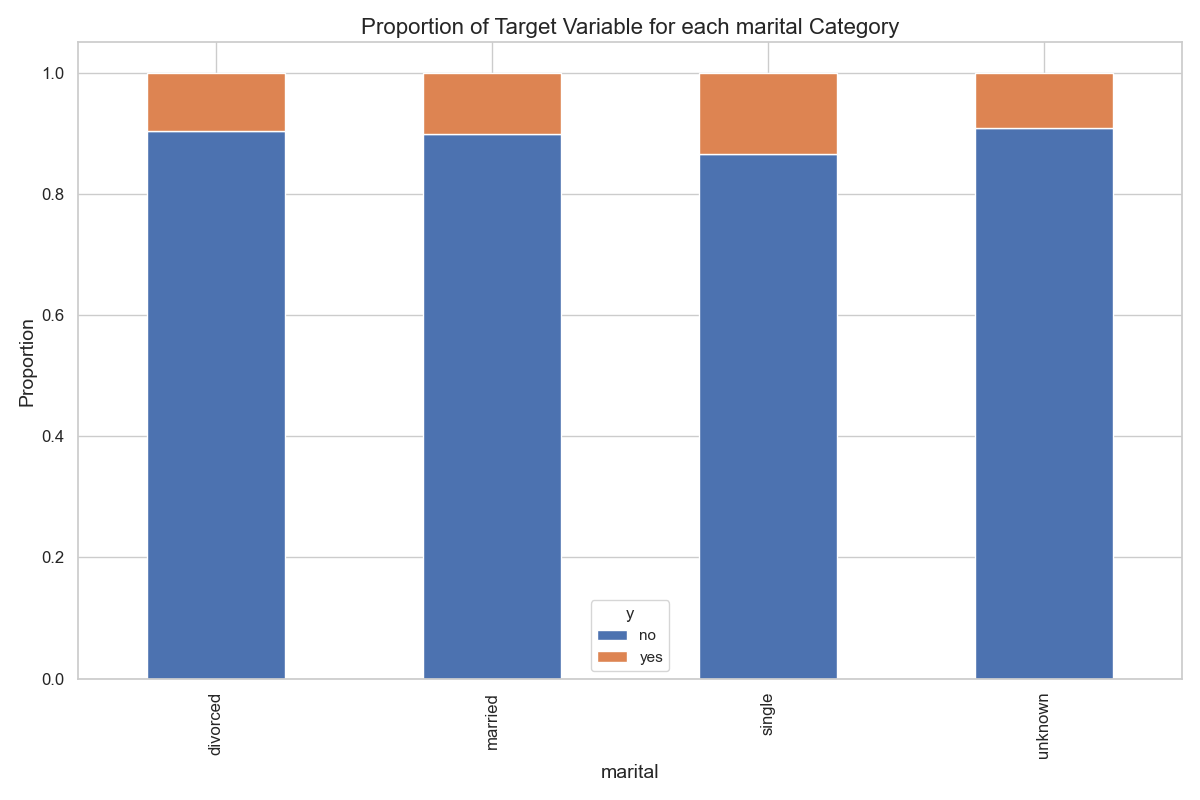 Proportion of Target Variable for each marital Category
Proportion
1.0
0.8
0.6
0.4
0.2
0.0
y
no
yes
divorced
married
single
unknown
marital